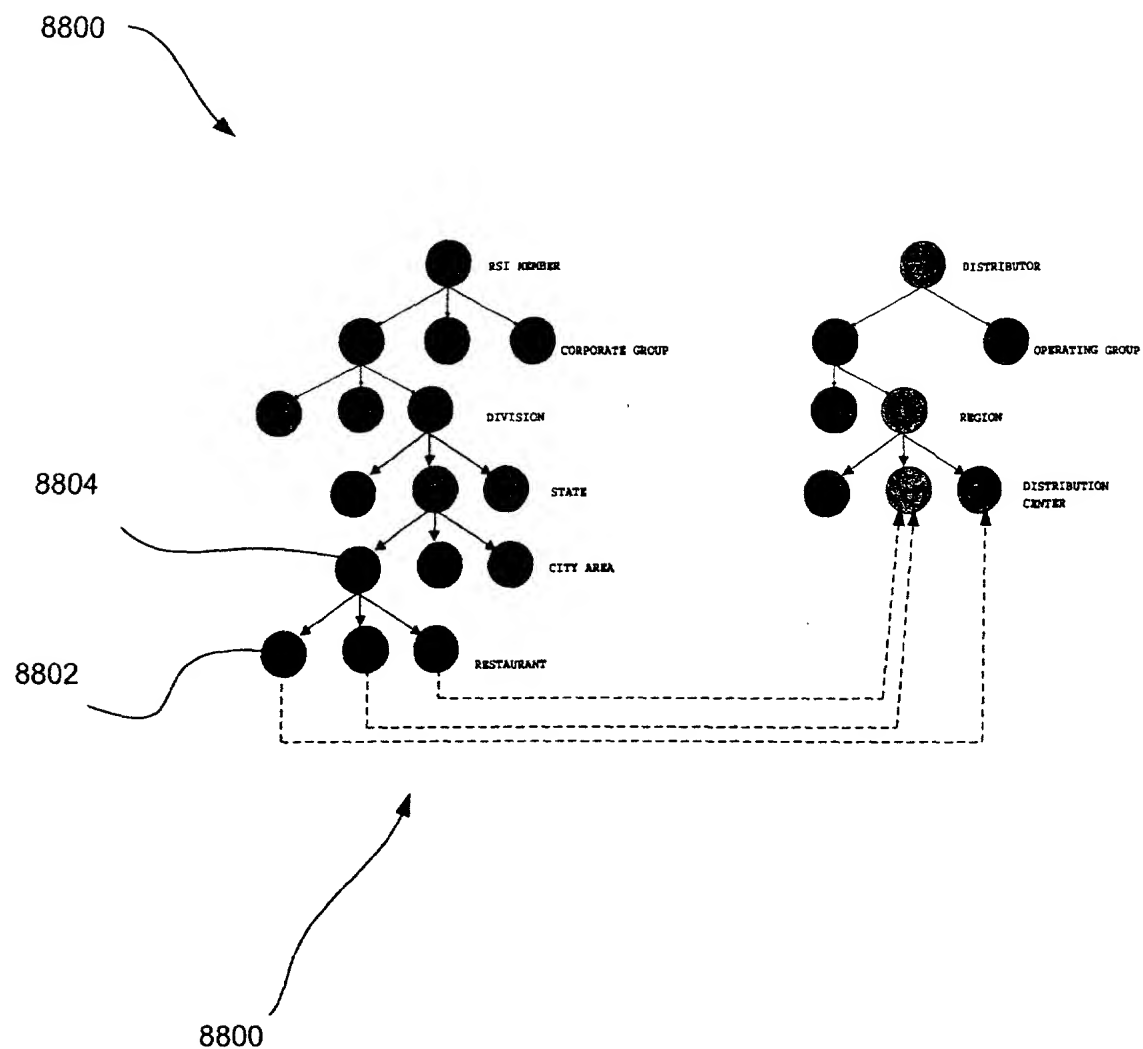 8800
RSI MEMBER
DISTRIBUTOR
CORPORATE GROUP
OPERATING GROUP
DIVISION
REGION
8804
STATE
DISTRIBUTION
CENTER
CITY AREA
8802
RESTAURANT
8800